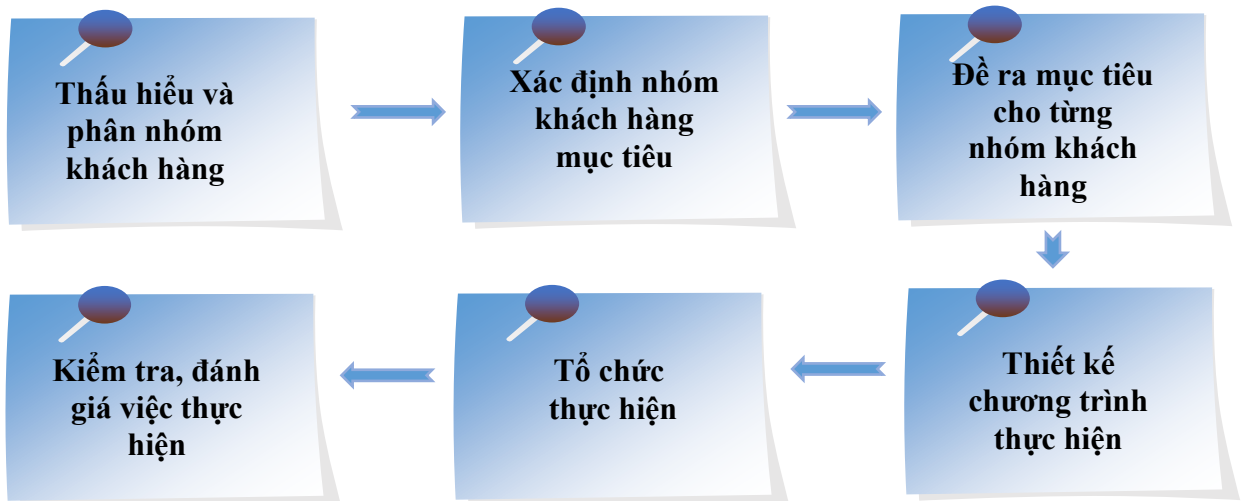 Thấu hiểu và
phân nhóm
khách hàng
Xác định nhóm
khách hàng
mục tiêu
Đề ra mục tiêu
cho từng
nhóm khách
hàng
Thiết kế
chương trình
thực hiện
Tổ chức
thực hiện
Kiểm tra, đánh
giá việc thực
hiện